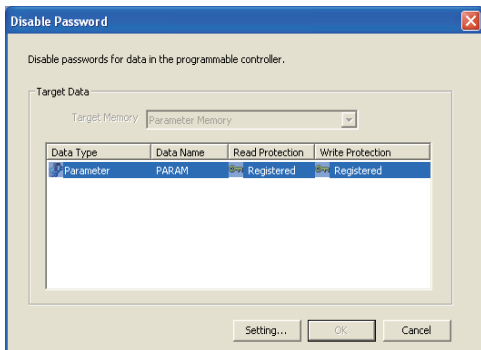 Disable Password
Disable passwords for data in the programmable controller.
Target Data
Target Memory Parameter Memory
Data Type Data Name Read Protection Write Protection
Parameter PARAM Registered Registered
Setting... OK Cancel